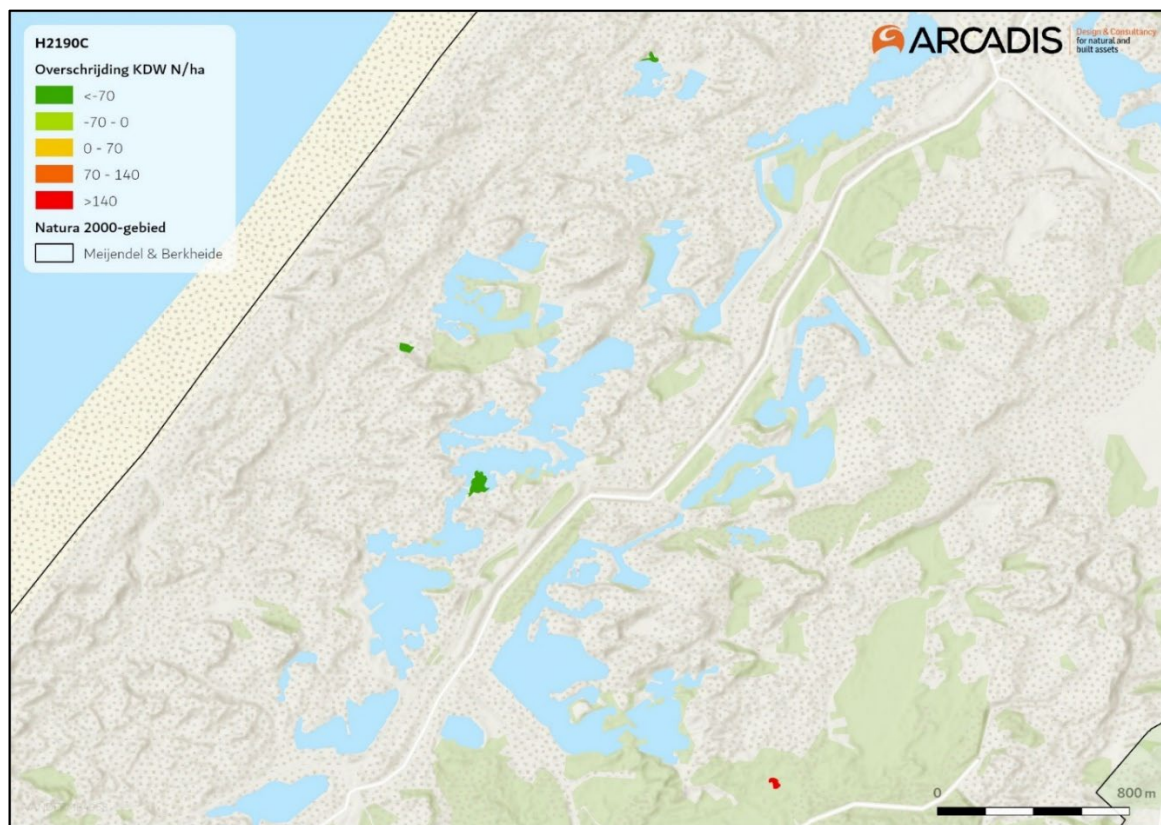 H2190C
Overschrijding KDW N/ha
<-70
-70 - 0
0 - 70
70 - 140
>140
Natura 2000-gebied
Meijendel & Berkheide
ARCADIS
Design & Consultancy
for natural and
built assets
0
800 m